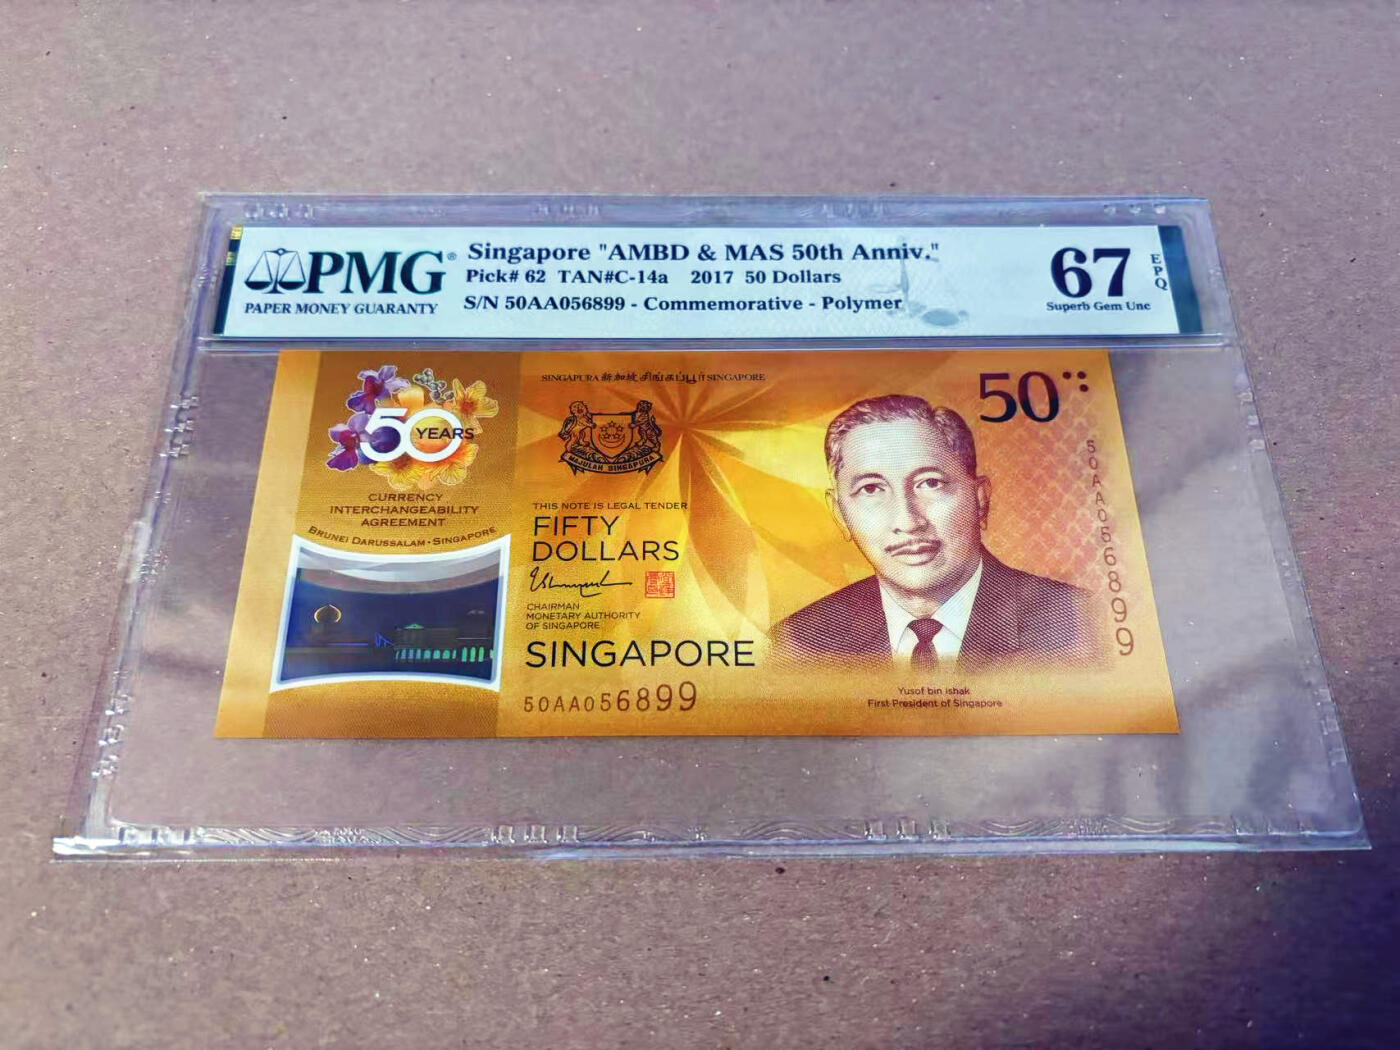 PMG®
PAPER MONEY GUARANTY
Singapore "AMBD & MAS 50th Anniv."
Pick# 62 TAN#C-14a 2017 50 Dollars
S/N 50AA056899 - Commemorative - Polymer
67
EPQ
Superb Gem Unc
50 YEARS
CURRENCY
INTERCHANGEABILITY
AGREEMENT
BRUNEI DARUSSALAM · SINGAPORE
SINGAPURA 新加坡 சிங்கப்பூர் SINGAPORE
MAJULAH SINGAPURA
THIS NOTE IS LEGAL TENDER
FIFTY
DOLLARS
CHAIRMAN
MONETARY AUTHORITY
OF SINGAPORE
SINGAPORE
50AA056899
50
50AA056899
Yusof bin Ishak
First President of Singapore